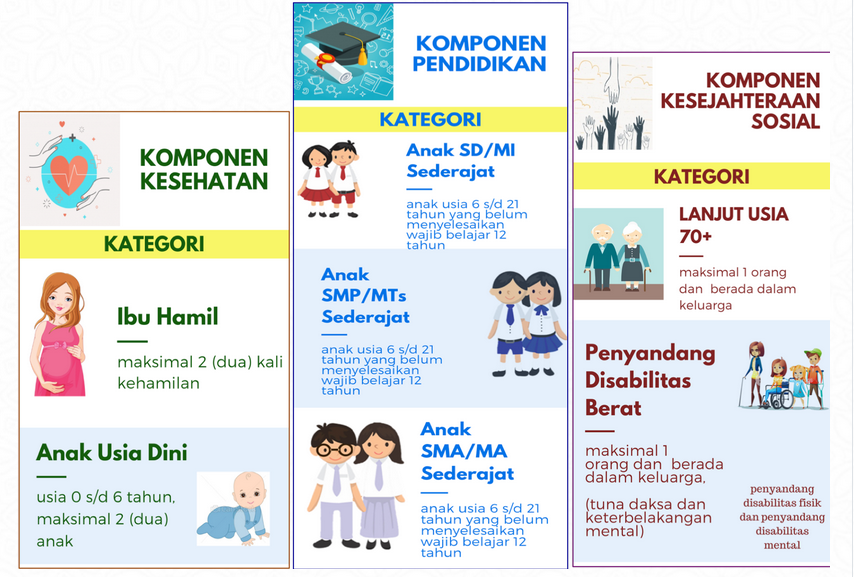 KOMPONEN
KESEHATAN
KATEGORI
Ibu Hamil
maksimal 2 (dua) kali
kehamilan
Anak Usia Dini
usia 0 s/d 6 tahun,
maksimal 2 (dua)
anak
KOMPONEN
PENDIDIKAN
KATEGORI
Anak SD/MI
Sederajat
anak usia 6 s/d 21
tahun yang belum
menyelesaikan
wajib belajar 12
tahun
Anak
SMP/MTs
Sederajat
anak usia 6 s/d 21
tahun yang belum
menyelesaikan
wajib belajar 12
tahun
Anak
SMA/MA
Sederajat
anak usia 6 s/d 21
tahun yang belum
menyelesaikan
wajib belajar 12
tahun
KOMPONEN
KESEJAHTERAAN
SOSIAL
KATEGORI
LANJUT USIA
70+
maksimal 1 orang
dan berada dalam
keluarga
Penyandang
Disabilitas
Berat
maksimal 1
orang dan berada
dalam keluarga,
(tuna daksa dan
keterbelakangan
mental)
penyandang
disabilitas fisik
dan penyandang
disabilitas
mental